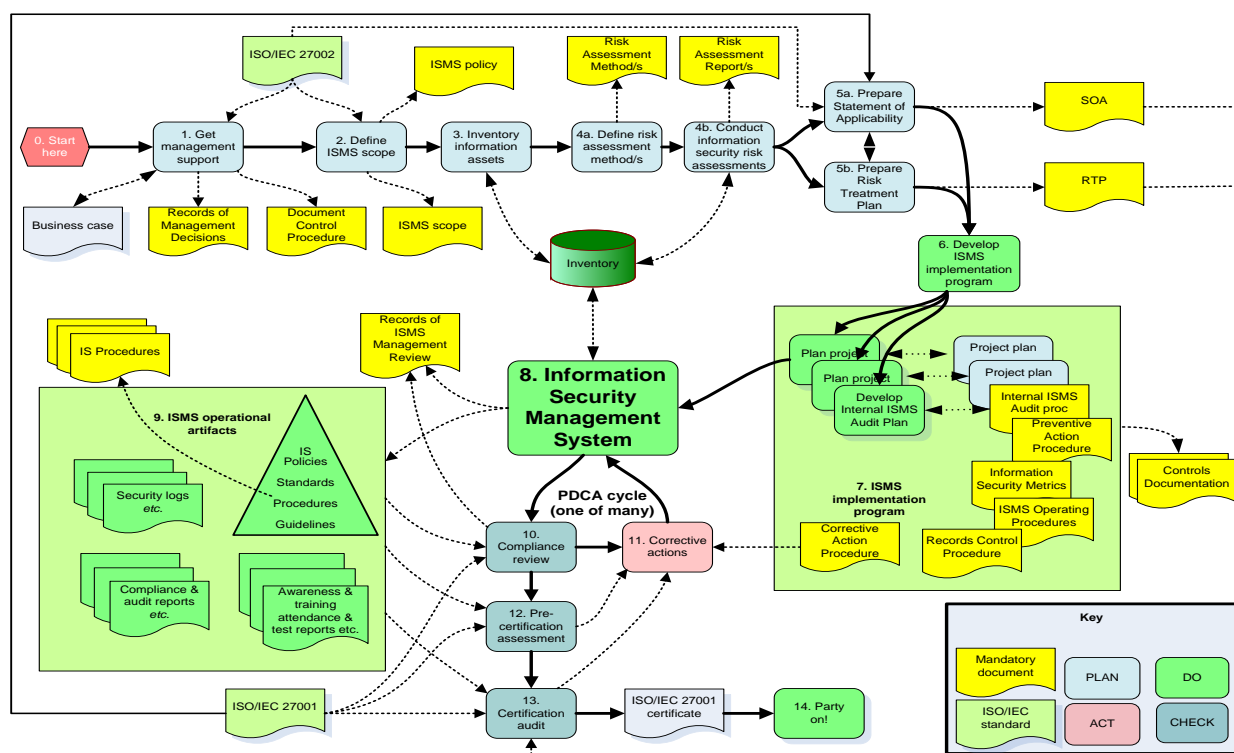 ISO/IEC 27002
ISMS policy
Risk
Assessment
Method/s
Risk
Assessment
Report/s
5a. Prepare
Statement of
Applicability
SOA
0. Start
here
1. Get
management
support
2. Define
ISMS scope
3. Inventory
information
assets
4a. Define risk
assessment
method/s
4b. Conduct
information
security risk
assessments
5b. Prepare
Risk
Treatment
Plan
RTP
Business case
Records of
Management
Decisions
Document
Control
Procedure
ISMS scope
Inventory
6. Develop
ISMS
implementation
program
IS Procedures
Records of
ISMS
Management
Review
8. Information
Security
Management
System
Plan project
Plan project
Develop
Internal ISMS
Audit Plan
Project plan
Project plan
Internal ISMS
Audit proc
Preventive
Action
Procedure
Information
Security Metrics
ISMS Operating
Procedures
Records Control
Procedure
Corrective
Action
Procedure
7. ISMS
implementation
program
Controls
Documentation
9. ISMS operational
artifacts
IS
Policies
Standards
Procedures
Guidelines
Security logs
etc.
Compliance &
audit reports
etc.
Awareness &
training
attendance &
test reports etc.
PDCA cycle
(one of many)
10.
Compliance
review
11. Corrective
actions
12. Pre-
certification
assessment
13.
Certification
audit
ISO/IEC 27001
ISO/IEC 27001
certificate
14. Party
on!
Key
Mandatory
document
PLAN
DO
ISO/IEC
standard
ACT
CHECK